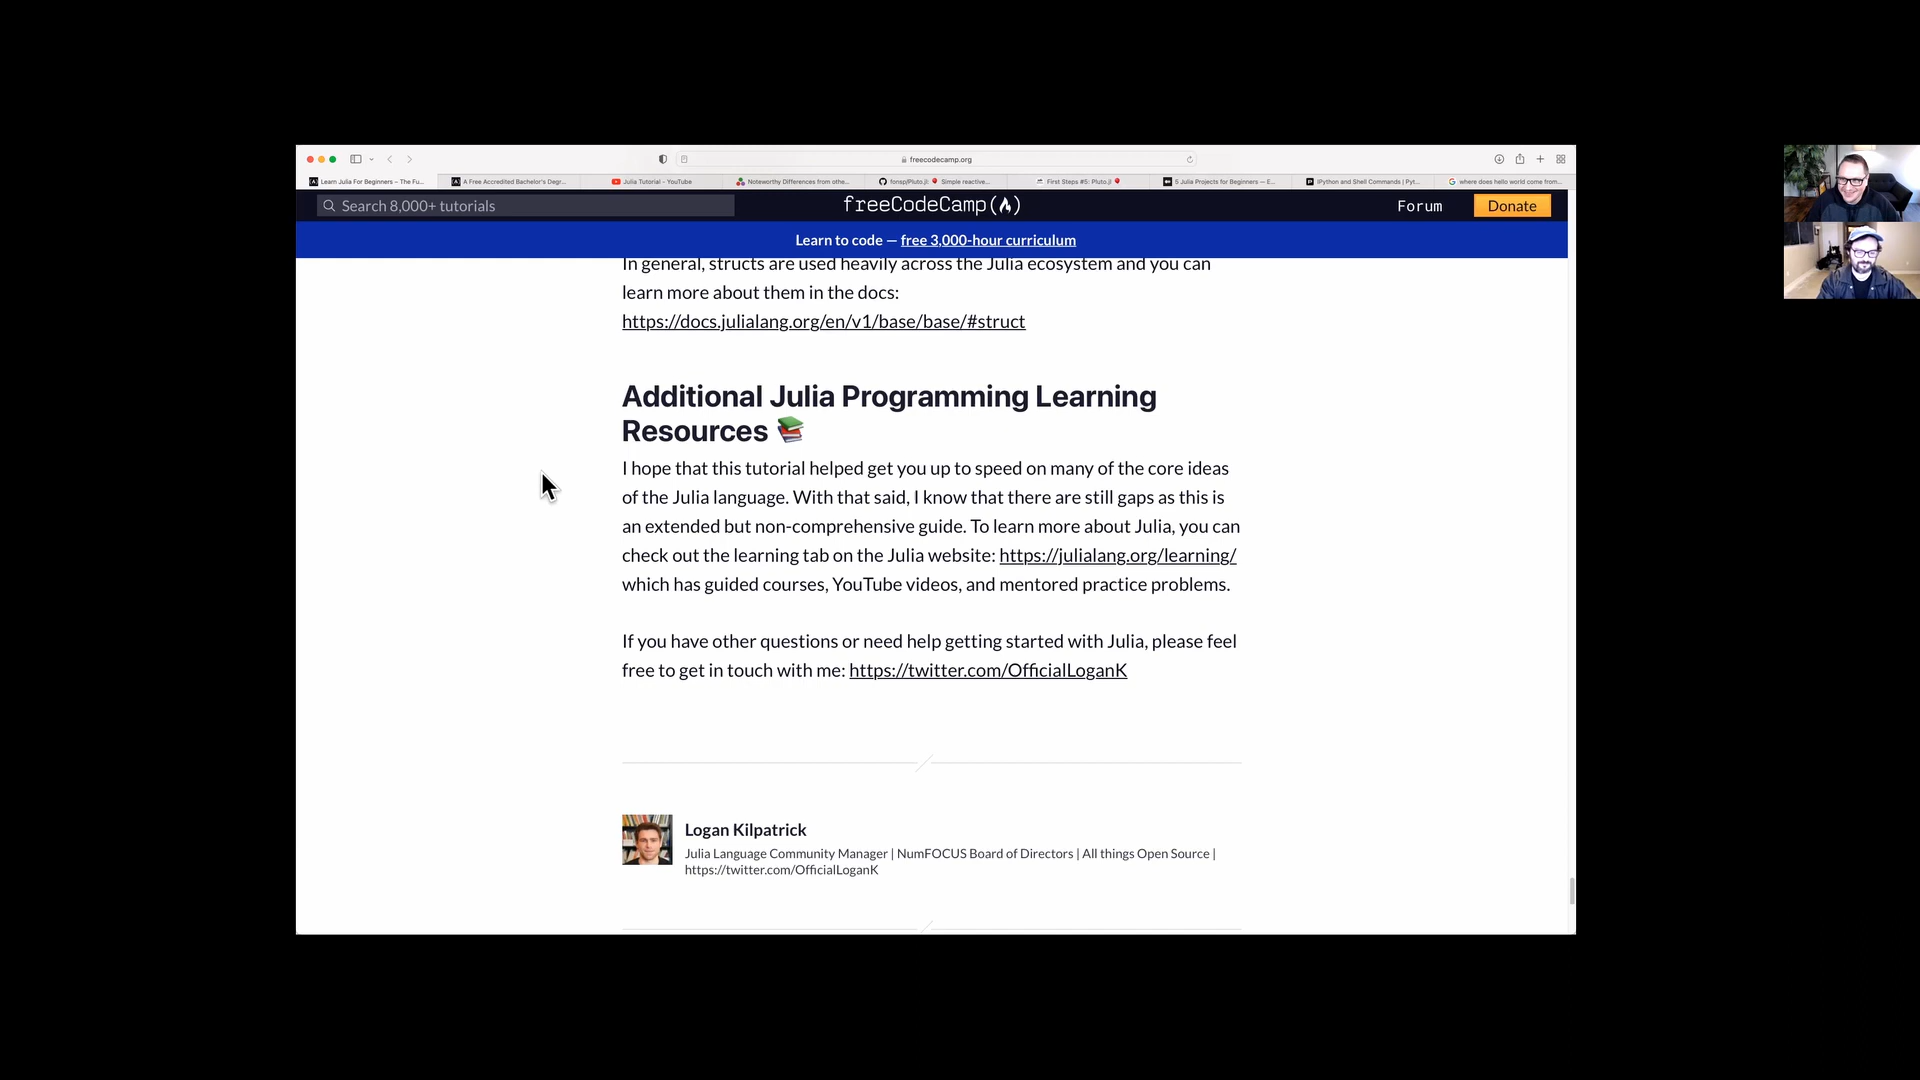 freecodecamp.org
Learn Julia For Beginners – The Fu...
A Free Accredited Bachelor's Degr...
Julia Tutorial - YouTube
Noteworthy Differences from othe...
fonsp/Pluto.jl: 🎈 Simple reactive...
First Steps #5: Pluto.jl 🎈
5 Julia Projects for Beginners — E...
IPython and Shell Commands | Pyt...
where does hello world come from...
Search 8,000+ tutorials
freeCodeCamp(🔥)
Forum
Donate
Learn to code — free 3,000-hour curriculum
In general, structs are used heavily across the Julia ecosystem and you can
learn more about them in the docs:
https://docs.julialang.org/en/v1/base/base/#struct
Additional Julia Programming Learning
Resources 📚
I hope that this tutorial helped get you up to speed on many of the core ideas
of the Julia language. With that said, I know that there are still gaps as this is
an extended but non-comprehensive guide. To learn more about Julia, you can
check out the learning tab on the Julia website: https://julialang.org/learning/
which has guided courses, YouTube videos, and mentored practice problems.
If you have other questions or need help getting started with Julia, please feel
free to get in touch with me: https://twitter.com/OfficialLoganK
Logan Kilpatrick
Julia Language Community Manager | NumFOCUS Board of Directors | All things Open Source |
https://twitter.com/OfficialLoganK